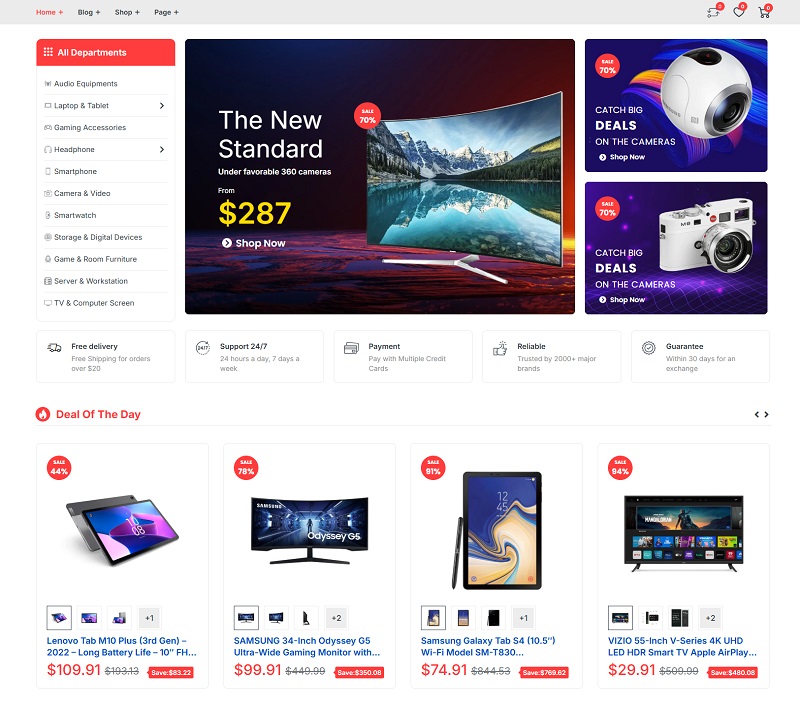 Home +
Blog +
Shop +
Page +
0
0
0
All Departments
Audio Equipments
Laptop & Tablet
Gaming Accessories
Headphone
Smartphone
Camera & Video
Smartwatch
Storage & Digital Devices
Game & Room Furniture
Server & Workstation
TV & Computer Screen
The New
Standard
Under favorable 360 cameras
From
$287
Shop Now
SALE
70%
SALE
70%
CATCH BIG
DEALS
ON THE CAMERAS
Shop Now
SAMSUNG
SALE
70%
CATCH BIG
DEALS
ON THE CAMERAS
Shop Now
M8
Free delivery
Free Shipping for orders
over $20
24/7
Support 24/7
24 hours a day, 7 days a
week
Payment
Pay with Multiple Credit
Cards
Reliable
Trusted by 2000+ major
brands
Guarantee
Within 30 days for an
exchange
Deal Of The Day
SALE
44%
+1
Lenovo Tab M10 Plus (3rd Gen) –
2022 – Long Battery Life – 10″ FH...
$109.91 $193.13 Save:$83.22
SALE
78%
SAMSUNG
Odyssey G5
+2
SAMSUNG 34-Inch Odyssey G5
Ultra-Wide Gaming Monitor with...
$99.91 $449.99 Save:$350.08
SALE
91%
12
45
+1
Samsung Galaxy Tab S4 (10.5″)
Wi-Fi Model SM-T830...
$74.91 $844.53 Save:$769.62
SALE
94%
MANDALORIAN
+2
VIZIO 55-Inch V-Series 4K UHD
LED HDR Smart TV Apple AirPlay...
$29.91 $509.99 Save:$480.08